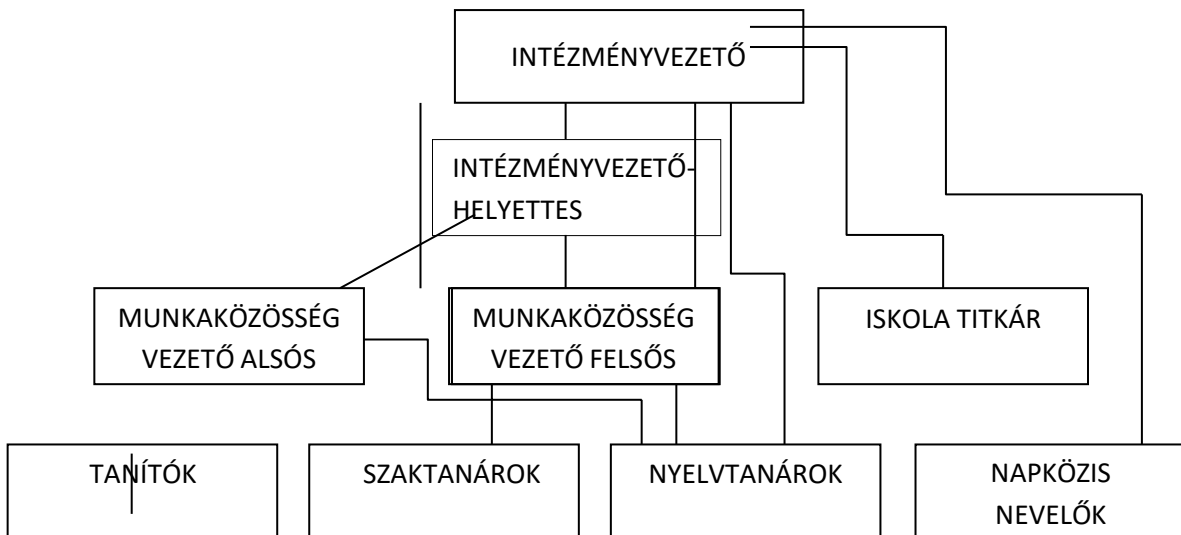 INTÉZMÉNYVEZETŐ
INTÉZMÉNYVEZETŐ-
HELYETTES
MUNKAKÖZÖSSÉG
VEZETŐ ALSÓS
MUNKAKÖZÖSSÉG
VEZETŐ FELSŐS
ISKOLA TITKÁR
TANÍTÓK
SZAKTANÁROK
NYELVTANÁROK
NAPKÖZIS
NEVELŐK